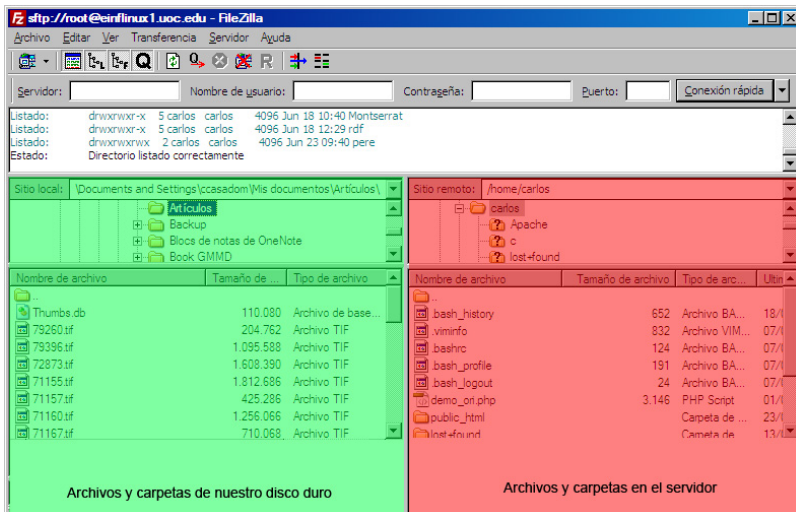 sftp://root@einflinux1.uoc.edu - FileZilla
Archivo Editar Ver Transferencia Servidor Ayuda
Servidor: Nombre de usuario: Contraseña: Puerto: Conexión rápida
Listado: drwxrwxr-x 5 carlos carlos 4096 Jun 18 10:40 Montserrat
Listado: drwxrwxr-x 5 carlos carlos 4096 Jun 18 12:29 rdf
Listado: drwxrwxrwx 2 carlos carlos 4096 Jun 23 09:40 pere
Estado: Directorio listado correctamente
Sitio local: \Documents and Settings\ccasadom\Mis documentos\Artículos\
Artículos
Backup
Blocs de notas de OneNote
Book GMMD
Nombre de archivo Tamaño de ... Tipo de archivo
..
Thumbs.db 110.080 Archivo de base...
79260.tif 204.762 Archivo TIF
79396.tif 1.095.588 Archivo TIF
72873.tif 1.608.390 Archivo TIF
71155.tif 1.812.686 Archivo TIF
71157.tif 425.286 Archivo TIF
71160.tif 1.256.066 Archivo TIF
71167.tif 710.068 Archivo TIF
Archivos y carpetas de nuestro disco duro
Sitio remoto: /home/carlos
carlos
Apache
c
lost+found
Nombre de archivo Tamaño de archivo Tipo de arc... Ultim
..
.bash_history 652 Archivo BA... 18/
.viminfo 832 Archivo VIM... 07/
.bashrc 124 Archivo BA... 07/
.bash_profile 191 Archivo BA... 07/
.bash_logout 24 Archivo BA... 07/
demo_ori.php 3.146 PHP Script 01/
public_html Carpeta de ... 23/
lost+found Carpeta de 13/
Archivos y carpetas en el servidor